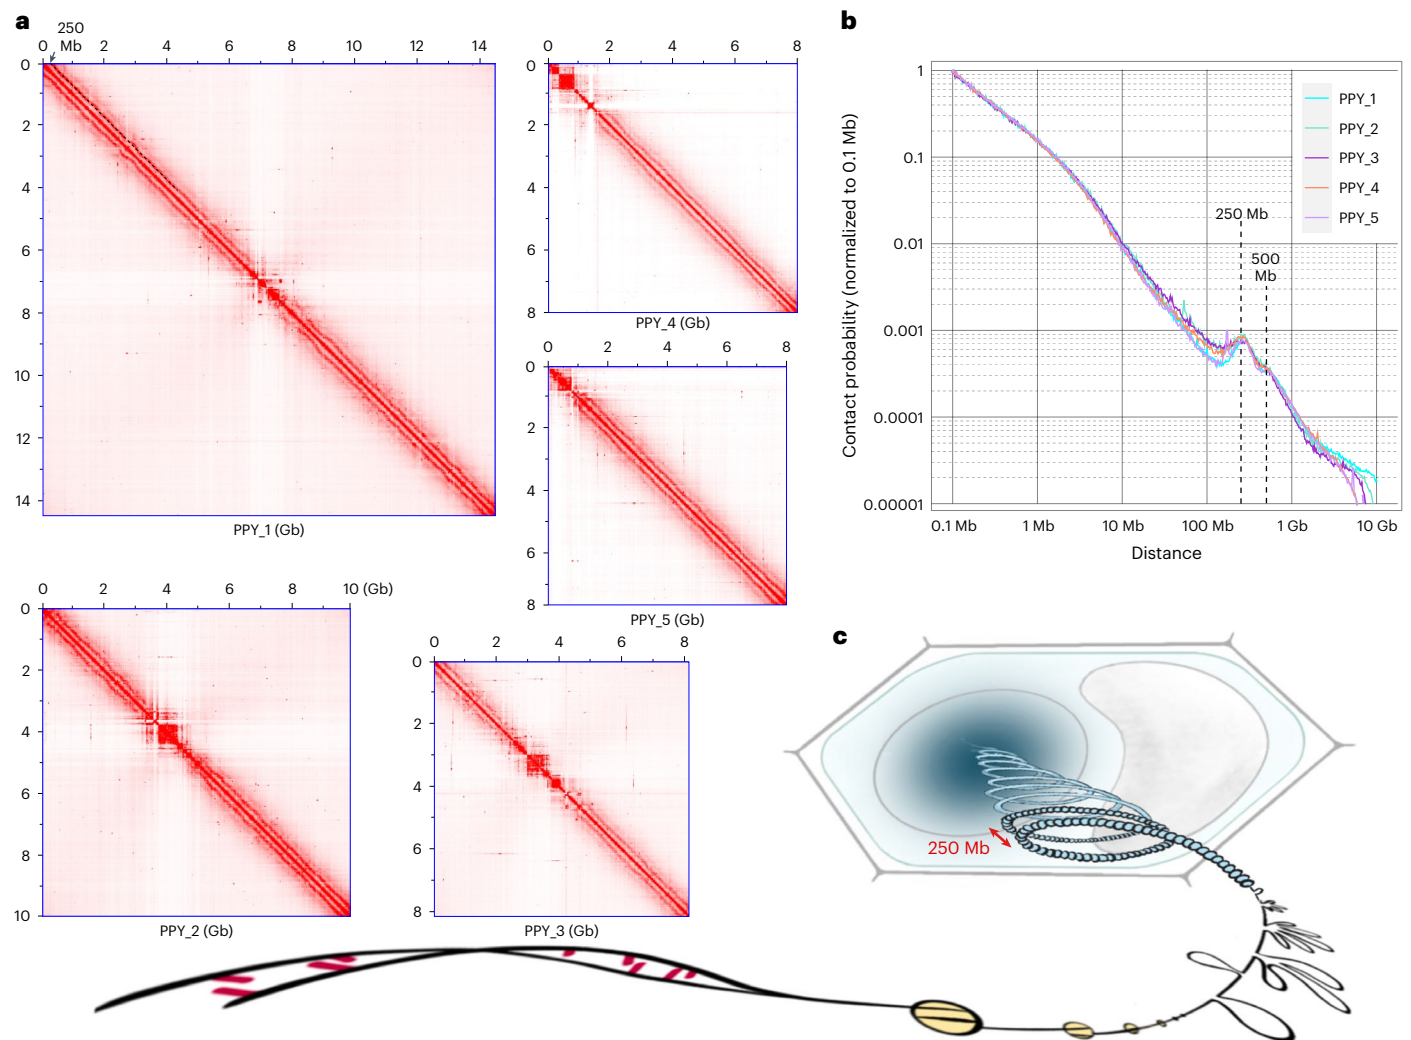 a
250
Mb
0 2 4 6 8 10 12 14
0
2
4
6
8
10
12
14
PPY_1 (Gb)
0 2 4 6 8
0
2
4
6
8
PPY_4 (Gb)
0 2 4 6 8
0
2
4
6
8
PPY_5 (Gb)
0 2 4 6 8 10 (Gb)
0
2
4
6
8
10
PPY_2 (Gb)
0 2 4 6 8
0
2
4
6
8
PPY_3 (Gb)
b
Contact probability (normalized to 0.1 Mb)
1
0.1
0.01
0.001
0.0001
0.00001
PPY_1
PPY_2
PPY_3
PPY_4
PPY_5
250 Mb
500
Mb
0.1 Mb 1 Mb 10 Mb 100 Mb 1 Gb 10 Gb
Distance
c
250 Mb